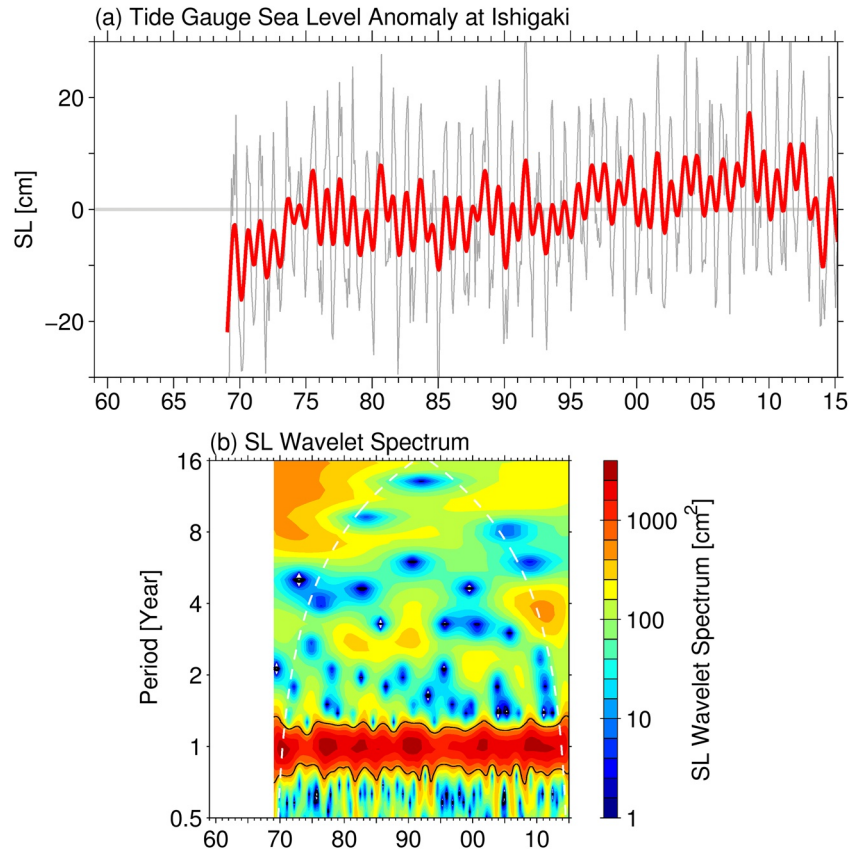 (a) Tide Gauge Sea Level Anomaly at Ishigaki
SL [cm]
20
0
−20
60 65 70 75 80 85 90 95 00 05 10 15
(b) SL Wavelet Spectrum
Period [Year]
16
8
4
2
1
0.5
60 70 80 90 00 10
1000
100
10
1
SL Wavelet Spectrum [cm²]